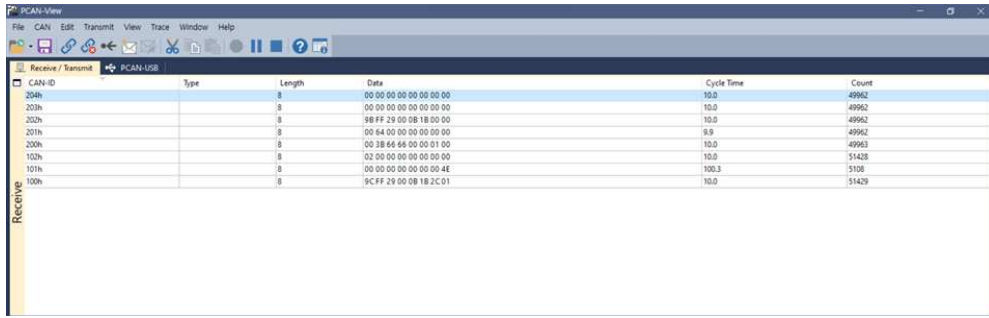 PCAN-View
File CAN Edit Transmit View Trace Window Help
Receive / Transmit PCAN-USB
CAN-ID Type Length Data Cycle Time Count
204h 8 00 00 00 00 00 00 00 00 10.0 49962
203h 8 00 00 00 00 00 00 00 00 10.0 49962
202h 8 9B FF 29 00 0B 1B 00 00 10.0 49962
201h 8 00 64 00 00 00 00 00 00 9.9 49962
200h 8 00 3B 66 66 00 00 01 00 10.0 49963
102h 8 02 00 00 00 00 00 00 00 10.0 51428
101h 8 00 00 00 00 00 00 00 4E 100.3 5108
100h 8 9C FF 29 00 0B 1B 2C 01 10.0 51429
Receive